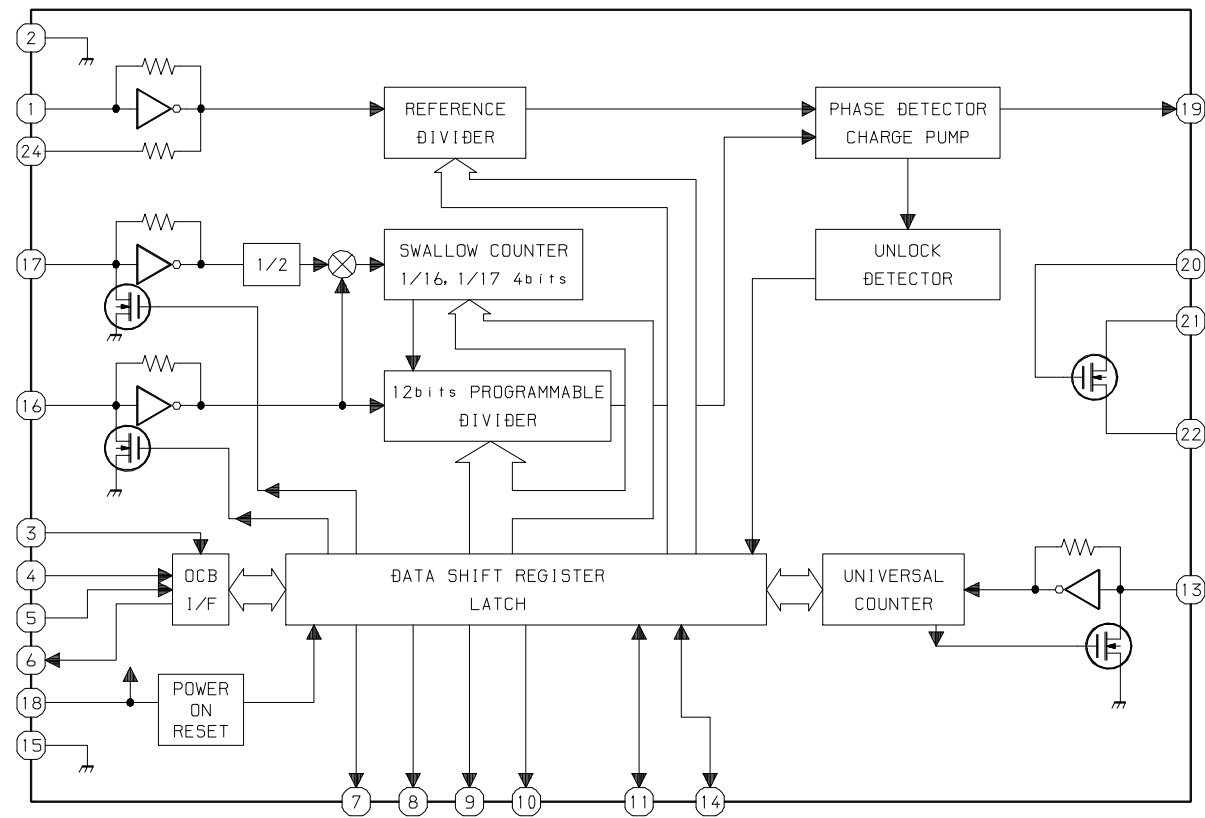 2
1
REFERENCE
DIVIDER
PHASE DETECTOR
CHARGE PUMP
19
24
17
1/2
SWALLOW COUNTER
1/16, 1/17 4bits
UNLOCK
DETECTOR
20
21
16
12bits PROGRAMMABLE
DIVIDER
22
3
4
OCB
I/F
DATA SHIFT REGISTER
LATCH
UNIVERSAL
COUNTER
13
5
6
18
POWER
ON
RESET
15
7
8
9
10
11
14